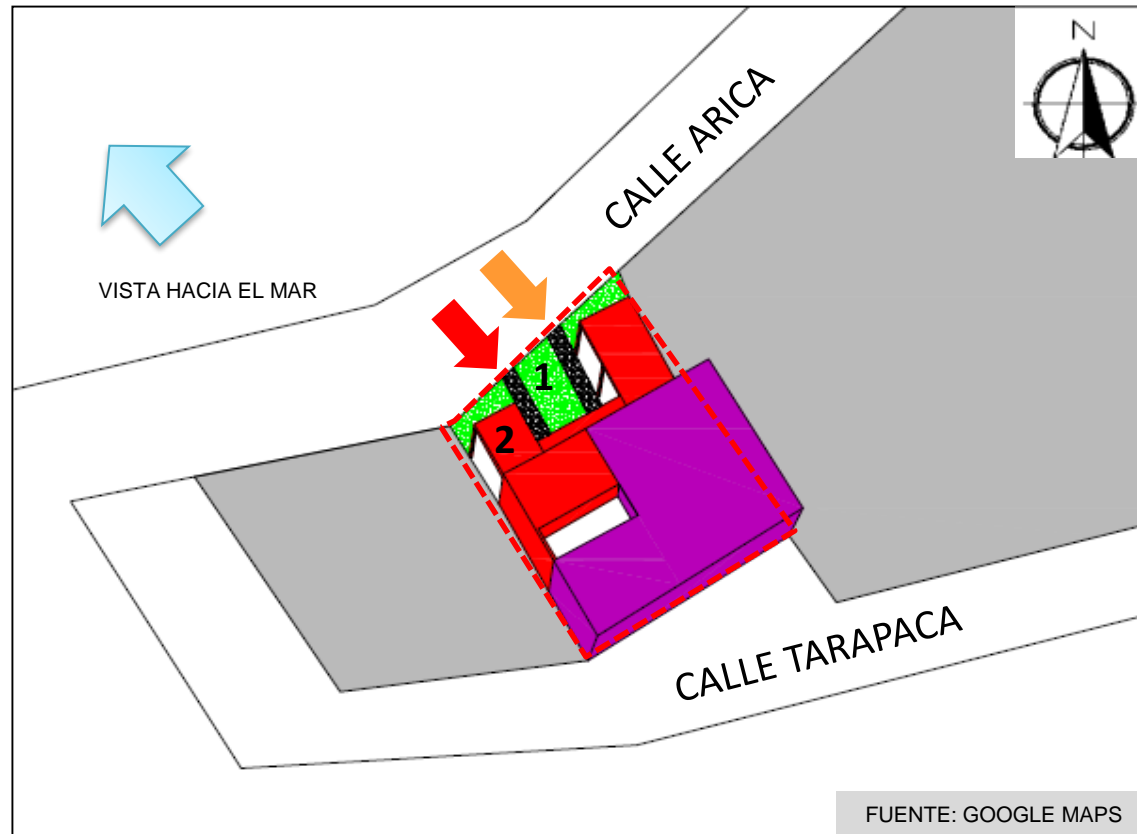 N
CALLE ARICA
VISTA HACIA EL MAR
1
2
CALLE TARAPACA
FUENTE: GOOGLE MAPS